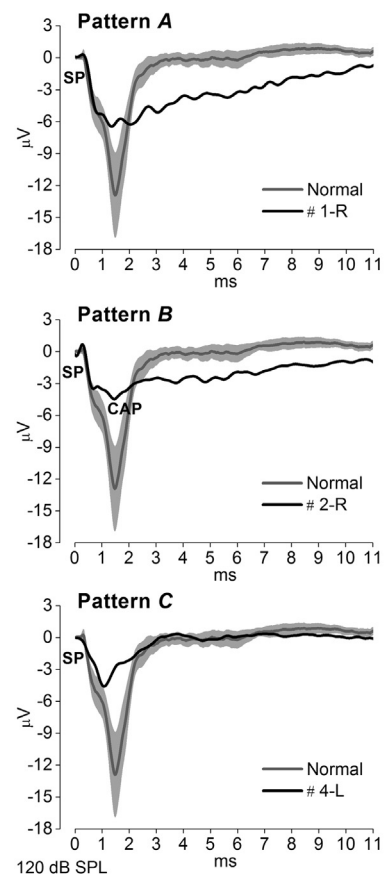 Pattern A
3
0
SP
-3
-6
μV
-9
-12
Normal
-15
# 1-R
-18
0 1 2 3 4 5 6 7 8 9 10 11
ms
Pattern B
3
0
SP
-3
CAP
-6
μV
-9
-12
Normal
-15
# 2-R
-18
0 1 2 3 4 5 6 7 8 9 10 11
ms
Pattern C
3
0
SP
-3
-6
μV
-9
-12
Normal
-15
# 4-L
-18
0 1 2 3 4 5 6 7 8 9 10 11
120 dB SPL ms